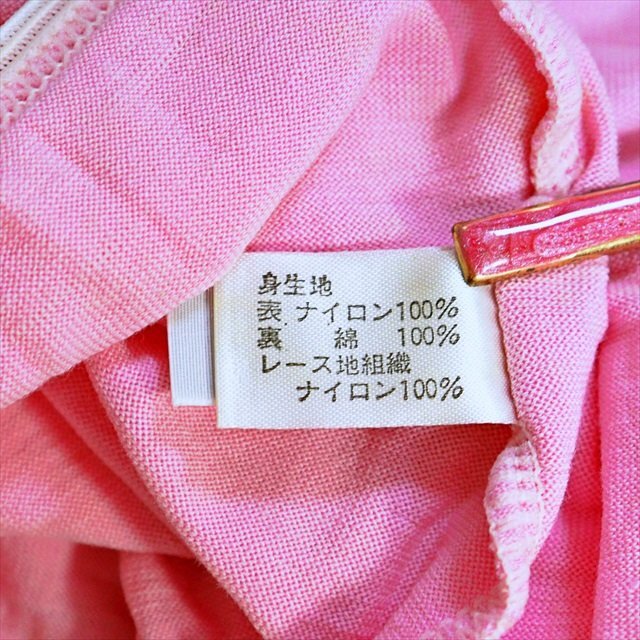 身生地
表 ナイロン100%
裏 綿 100%
レース地組織
ナイロン100%